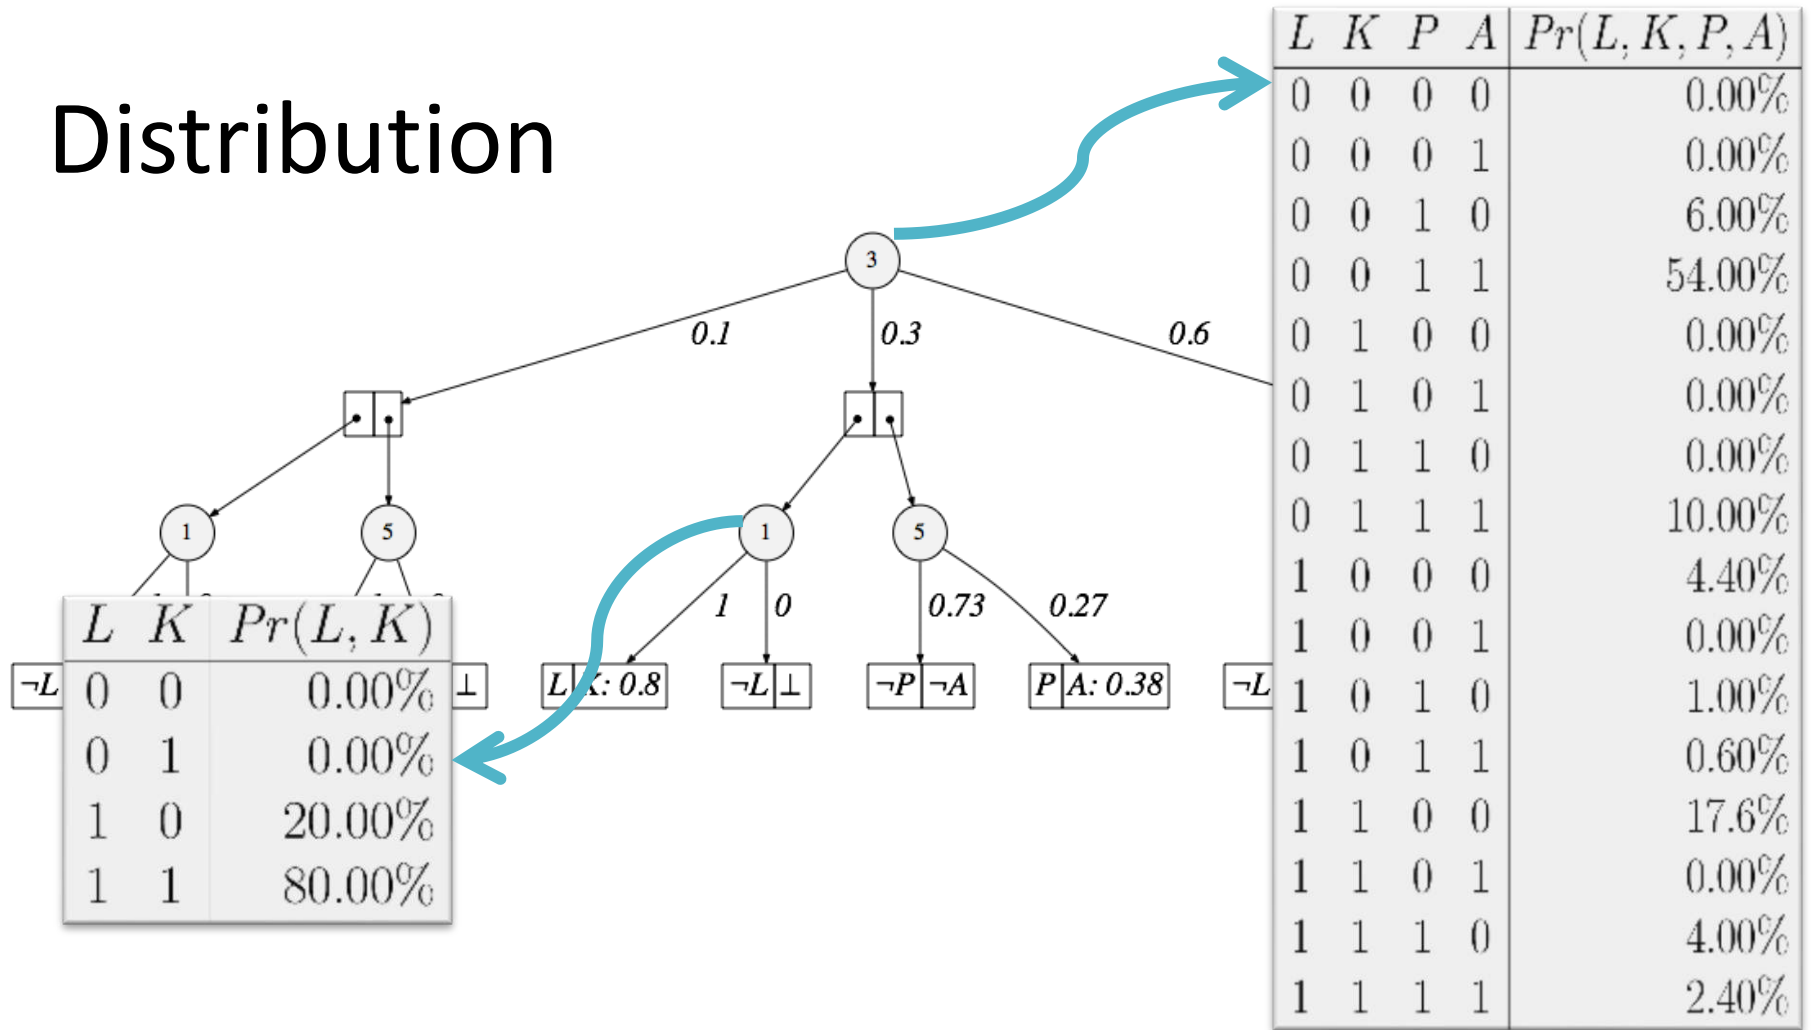 Distribution
3
0.1
0.3
0.6
1
5
1
5
1
0
0.73
0.27
¬L
⊥
L K: 0.8
¬L ⊥
¬P ¬A
P A: 0.38
¬L
L K Pr(L, K)
0 0 0.00%
0 1 0.00%
1 0 20.00%
1 1 80.00%
L K P A Pr(L, K, P, A)
0 0 0 0 0.00%
0 0 0 1 0.00%
0 0 1 0 6.00%
0 0 1 1 54.00%
0 1 0 0 0.00%
0 1 0 1 0.00%
0 1 1 0 0.00%
0 1 1 1 10.00%
1 0 0 0 4.40%
1 0 0 1 0.00%
1 0 1 0 1.00%
1 0 1 1 0.60%
1 1 0 0 17.6%
1 1 0 1 0.00%
1 1 1 0 4.00%
1 1 1 1 2.40%